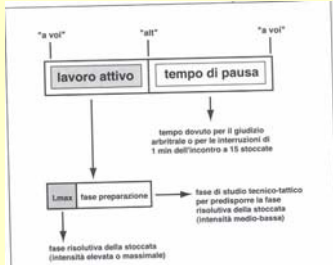 "a voi" "alt" "a voi"
lavoro attivo tempo di pausa
tempo dovuto per il giudizio
arbitrale o per le interruzioni di
1 min dell'incontro a 15 stoccate
Lmax fase preparazione
fase di studio tecnico-tattico
per predisporre la fase
risolutiva della stoccata
(intensità medio-bassa)
fase risolutiva della stoccata
(intensità elevata o massimale)